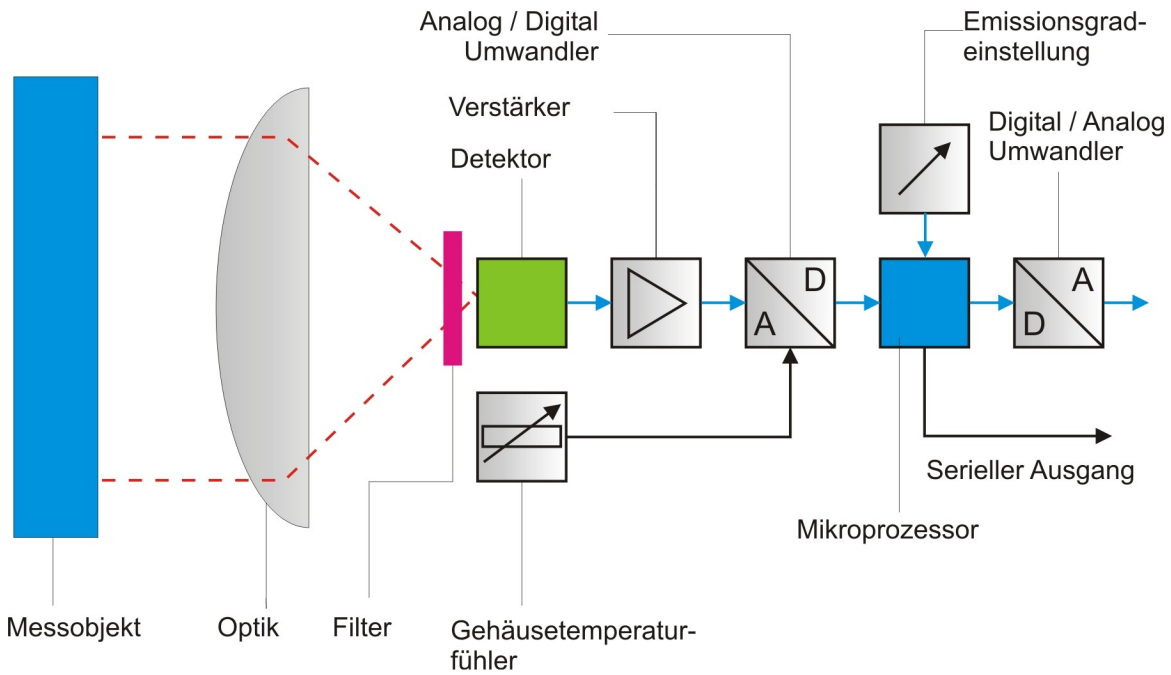 Analog / Digital
Umwandler
Emissionsgrad-
einstellung
Verstärker
Digital / Analog
Umwandler
Detektor
D
A
A
D
Serieller Ausgang
Mikroprozessor
Messobjekt
Optik
Filter
Gehäusetemperatur-
fühler